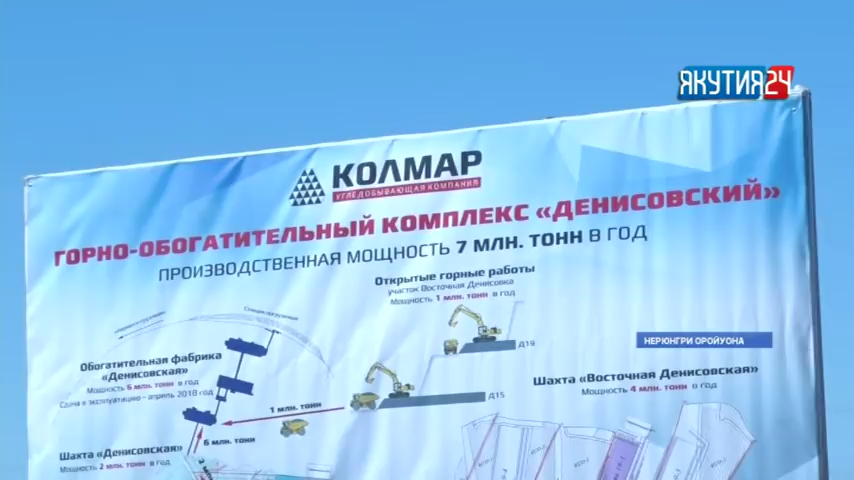 ЯКУТИЯ24
КОЛМАР
УГЛЕДОБЫВАЮЩАЯ КОМПАНИЯ
ГОРНО-ОБОГАТИТЕЛЬНЫЙ КОМПЛЕКС «ДЕНИСОВСКИЙ»
ПРОИЗВОДСТВЕННАЯ МОЩНОСТЬ 7 МЛН. ТОНН В ГОД
Открытые горные работы
участок Восточная Денисовка
Мощность 1 млн. тонн в год
Д19
НЕРЮНГРИ ОРОЙУОНА
Обогатительная фабрика
«Денисовская»
Мощность 6 млн. тонн в год
Сдача в эксплуатацию – апрель 2018 год
Шахта «Восточная Денисовская»
Мощность 4 млн. тонн в год
Д15
1 млн. тонн
6 млн. тонн
Шахта «Денисовская»
Мощность 2 млн. тонн в год